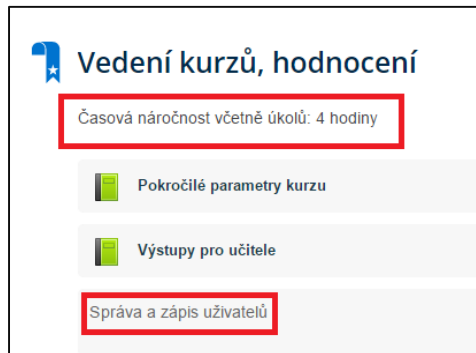 Vedení kurzů, hodnocení
Časová náročnost včetně úkolů: 4 hodiny
Pokročilé parametry kurzu
Výstupy pro učitele
Správa a zápis uživatelů